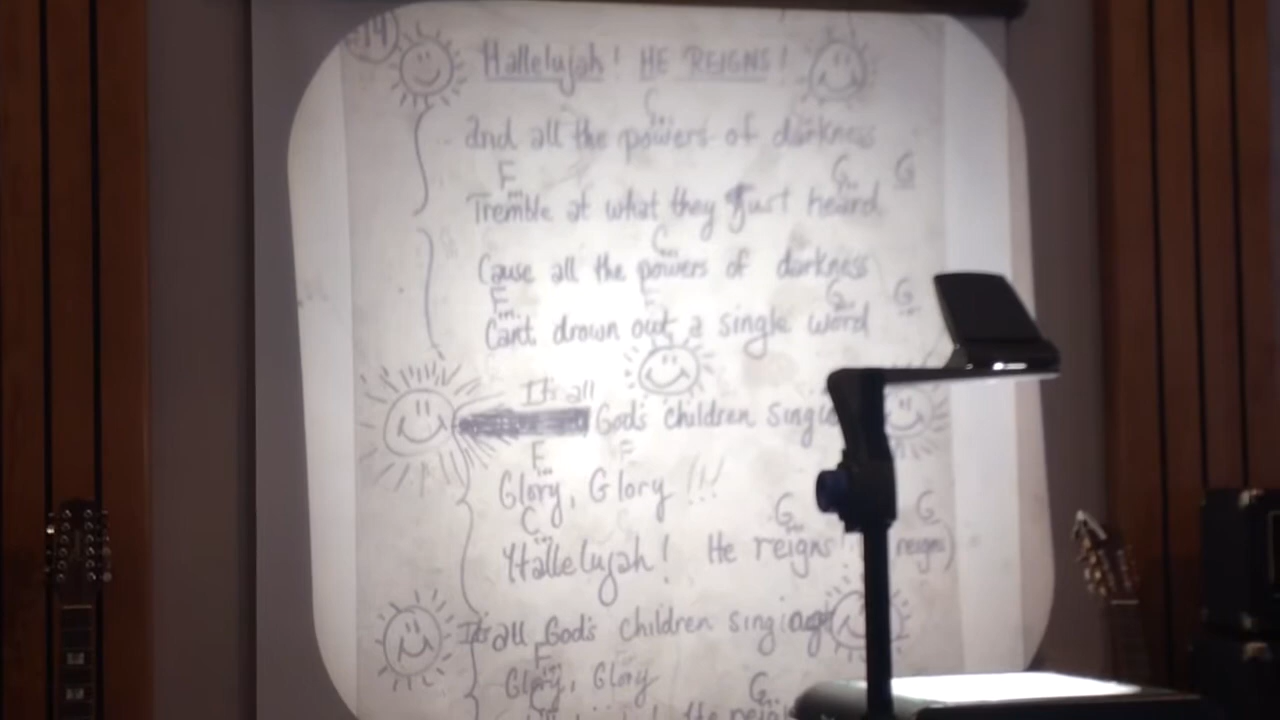 14
Hallelujah! HE REIGNS!
C
And all the powers of darkness
F C G
Tremble at what they Just heard
C
Cause all the powers of darkness
F F G G
Can't drown out a single word
It's all
God's children singin
F F
Glory, Glory !!!
C G G
Hallelujah! He reigns! reigns)
It's all God's children singing
F F
Glory, Glory
C G
He reign